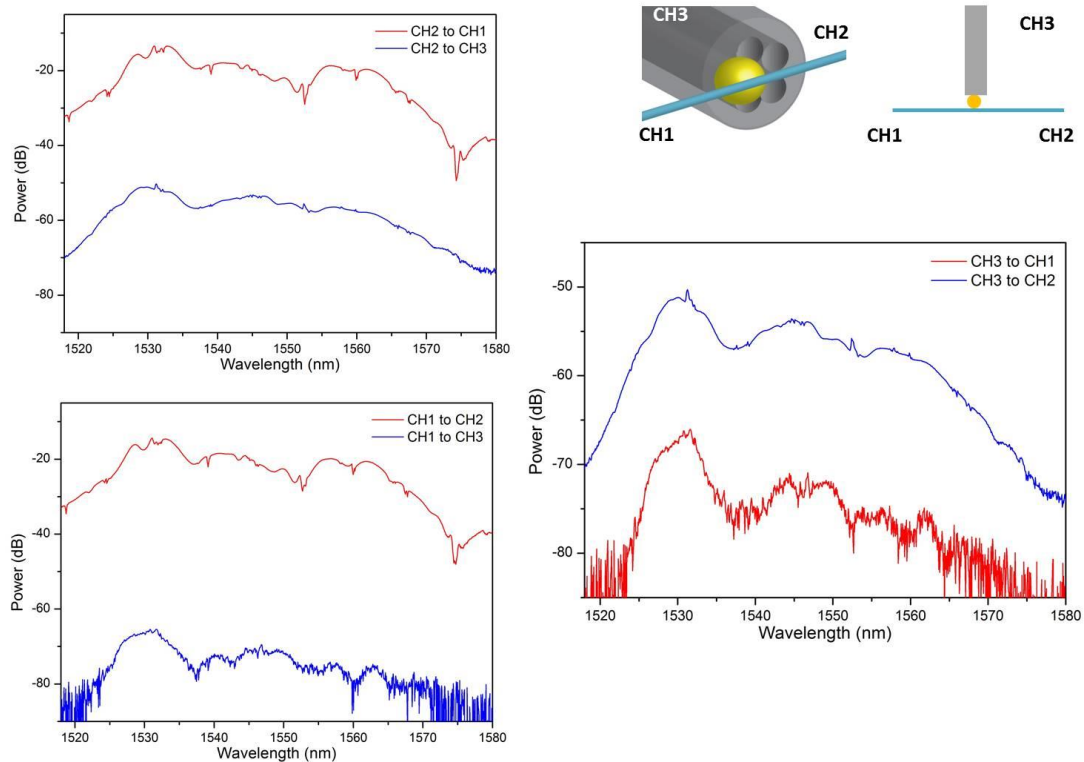 CH2 to CH1
CH2 to CH3
-20
-40
-60
-80
Power (dB)
1520 1530 1540 1550 1560 1570 1580
Wavelength (nm)
CH3
CH2
CH1
CH3
CH1
CH2
CH1 to CH2
CH1 to CH3
-20
-40
-60
-80
Power (dB)
1520 1530 1540 1550 1560 1570 1580
Wavelength (nm)
CH3 to CH1
CH3 to CH2
-50
-60
-70
-80
Power (dB)
1520 1530 1540 1550 1560 1570 1580
Wavelength (nm)